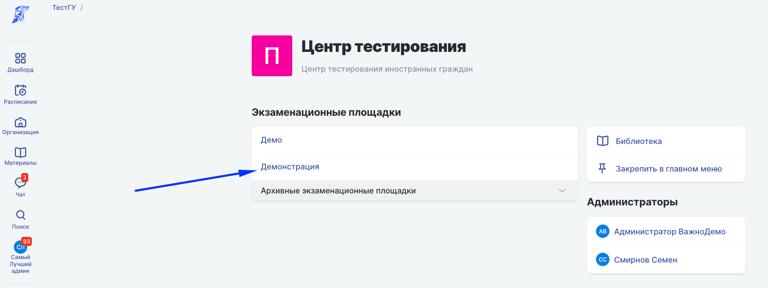 ТестГУ /
Дашборд
Расписание
Организация
Материалы
2
Чат
Поиск
93
СЛ
Самый
Лучший
админ
П
Центр тестирования
Центр тестирования иностранных граждан
Экзаменационные площадки
Демо
Демонстрация
Архивные экзаменационные площадки
Библиотека
Закрепить в главном меню
Администраторы
АВ Администратор ВажноДемо
СС Смирнов Семен